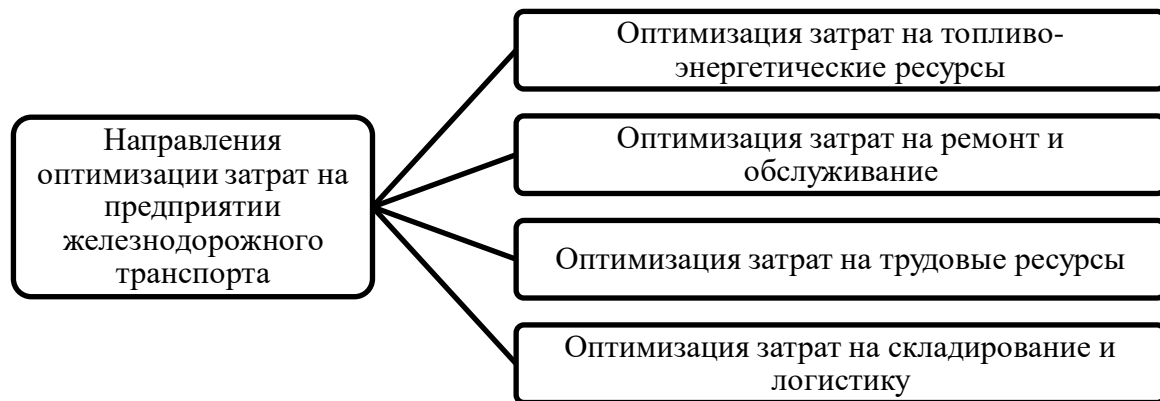 Направления
оптимизации затрат на
предприятии
железнодорожного
транспорта
Оптимизация затрат на топливо-
энергетические ресурсы
Оптимизация затрат на ремонт и
обслуживание
Оптимизация затрат на трудовые ресурсы
Оптимизация затрат на складирование и
логистику